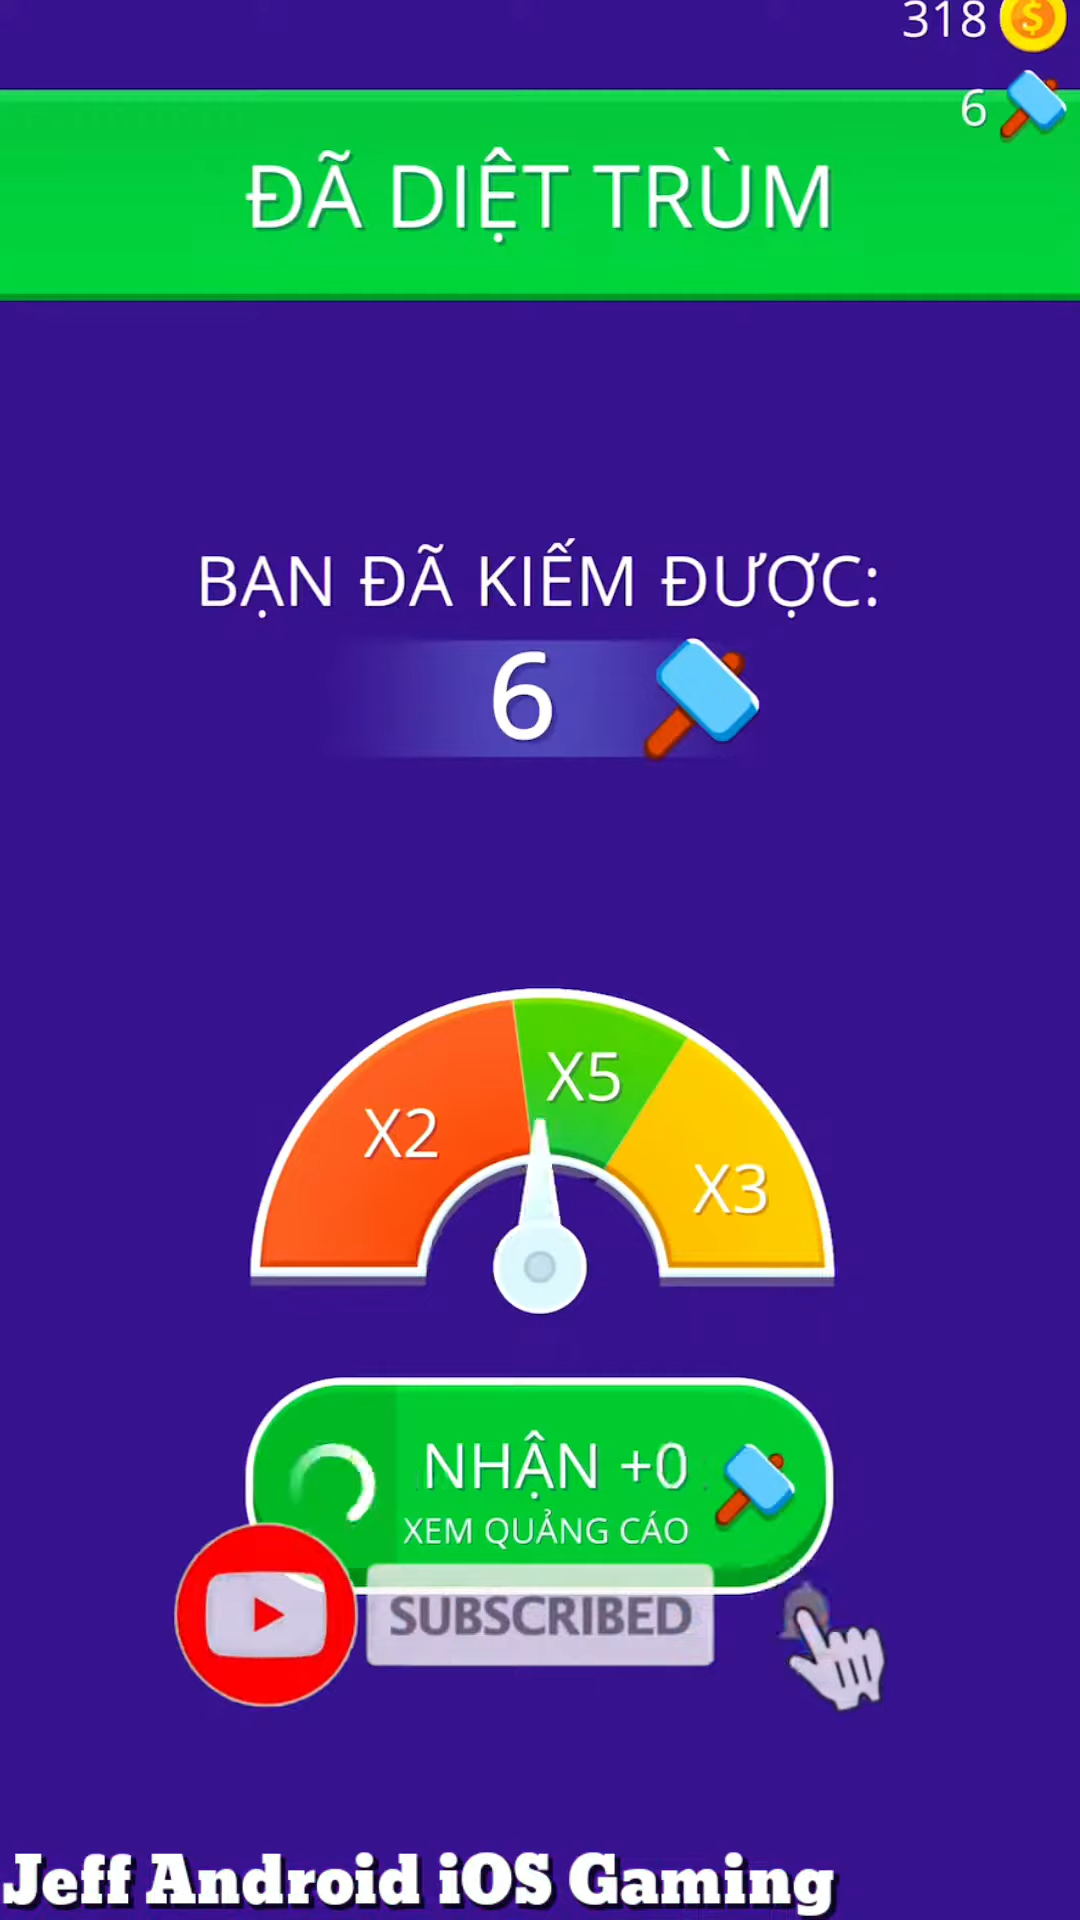 318
6
ĐÃ DIỆT TRÙM
BẠN ĐÃ KIẾM ĐƯỢC:
6
X2
X5
X3
NHẬN +0
XEM QUẢNG CÁO
SUBSCRIBED
Jeff Android iOS Gaming